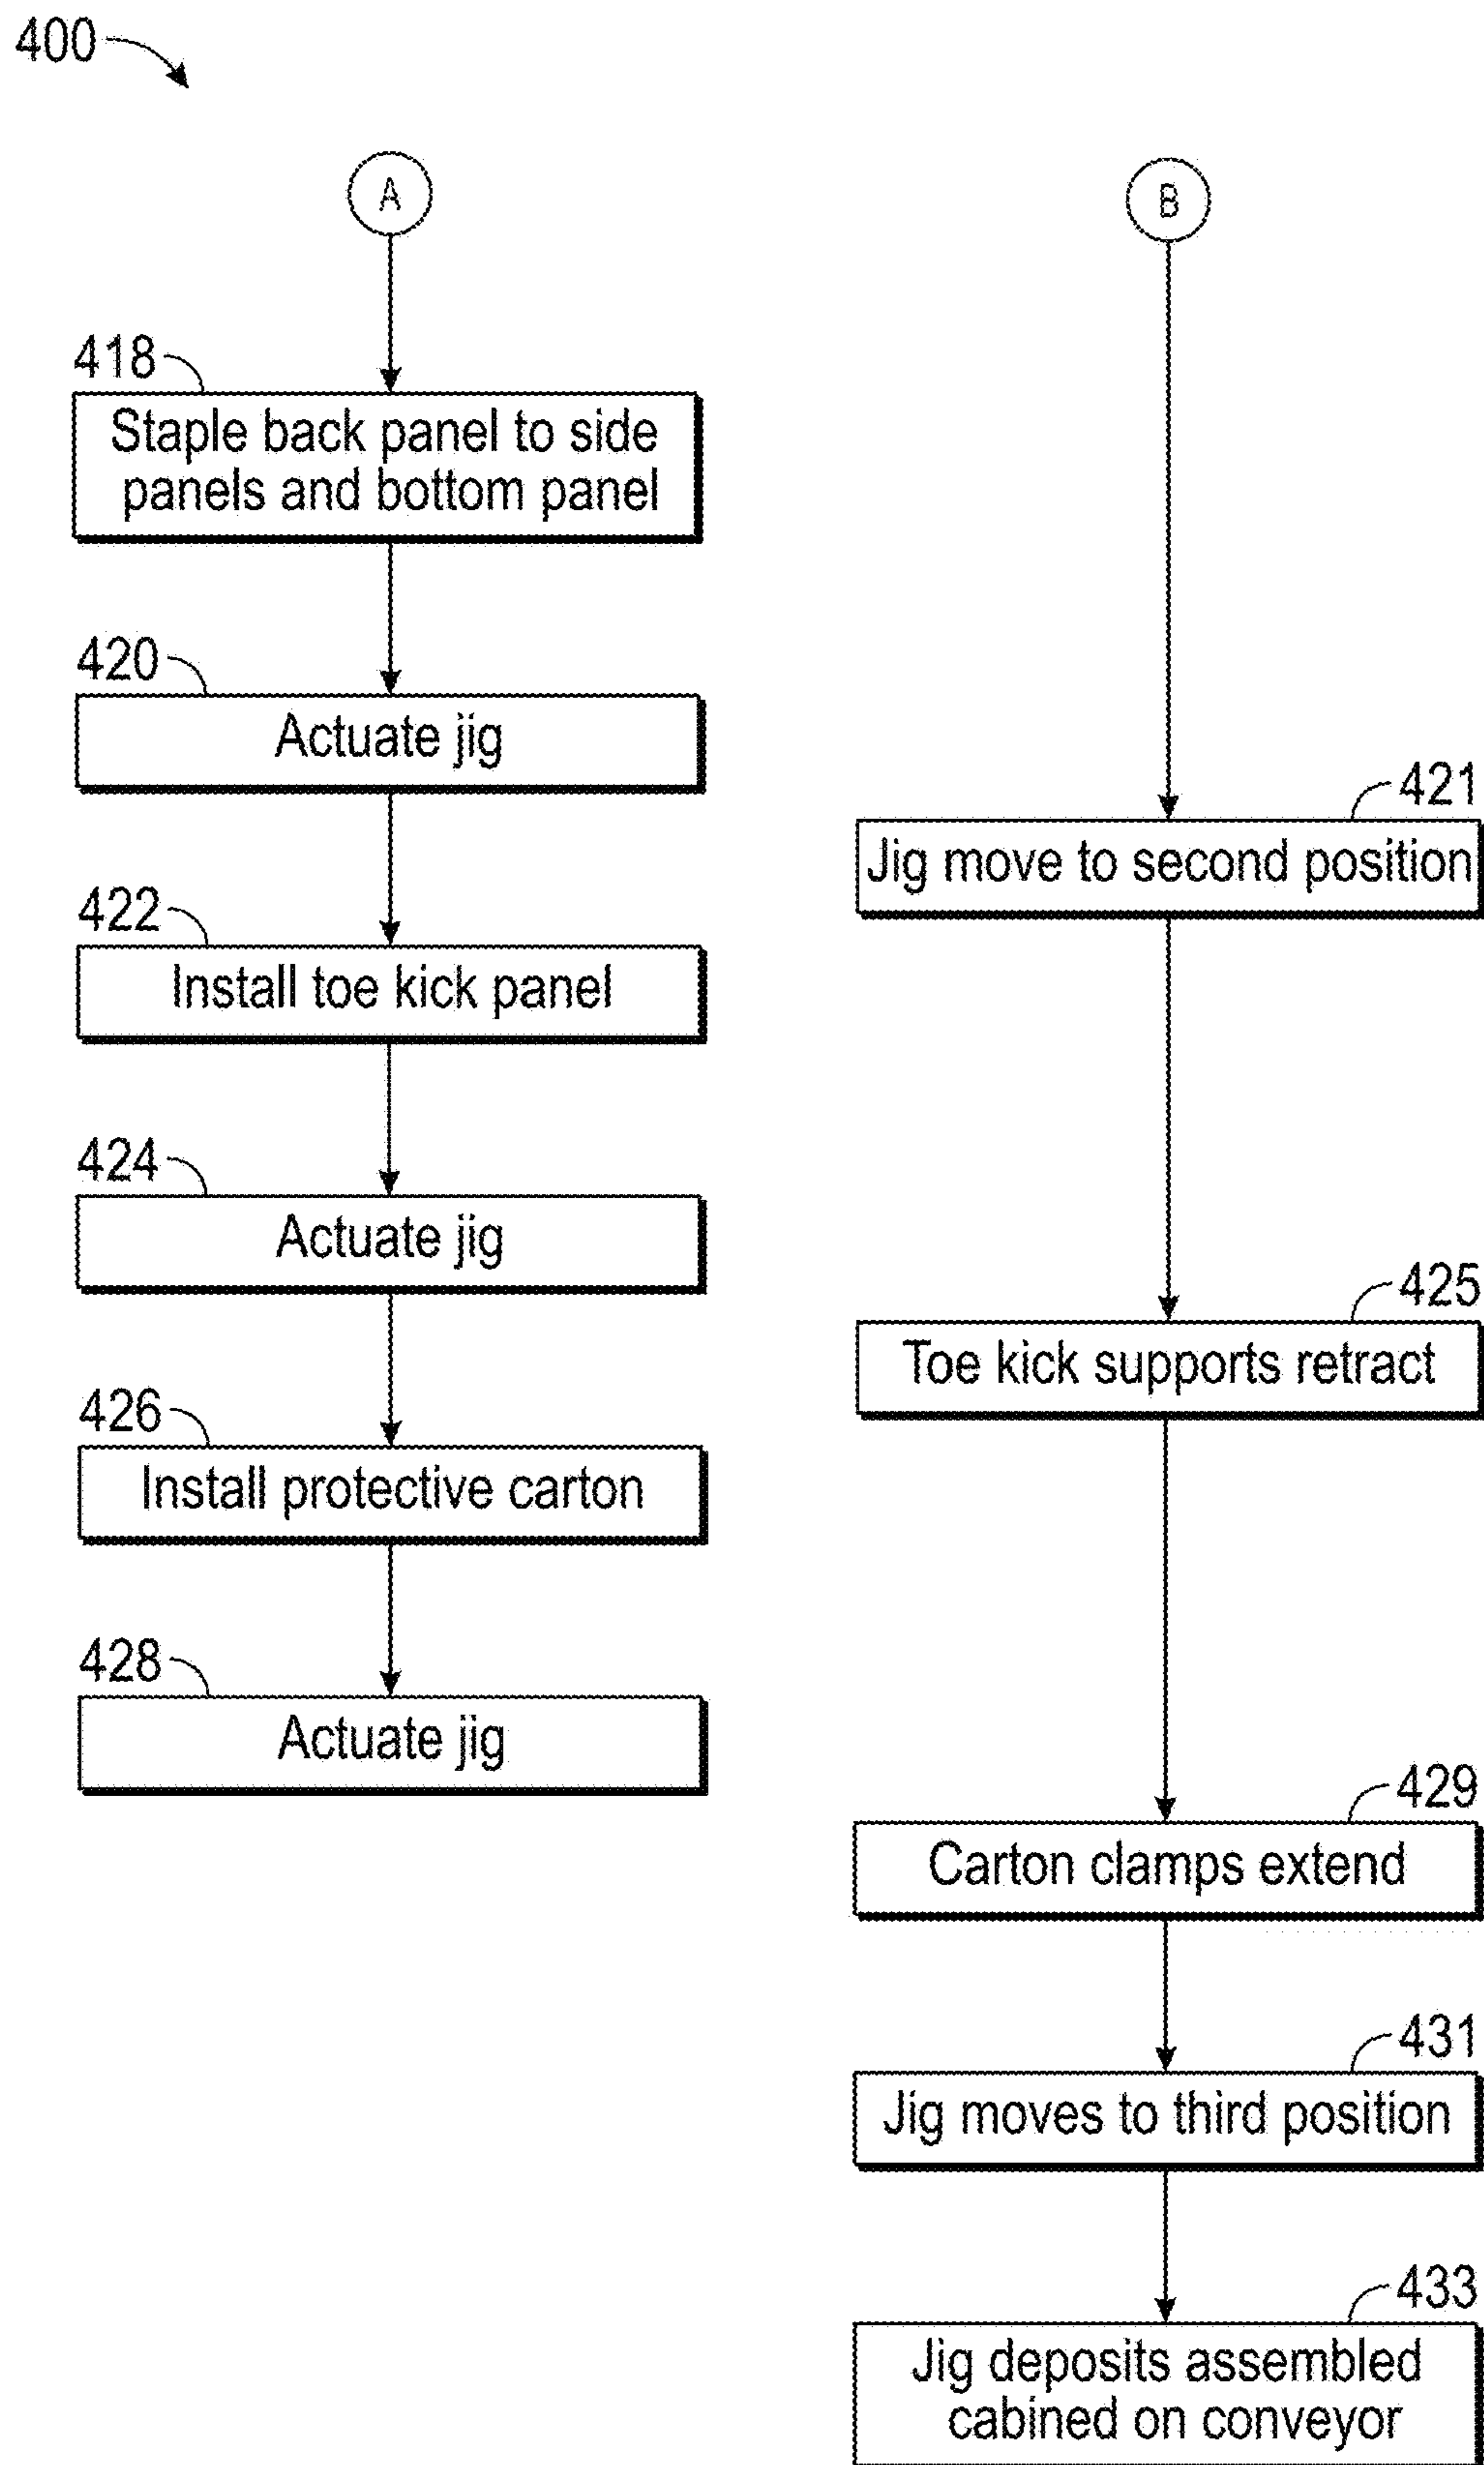 400
A
B
418
Staple back panel to side
panels and bottom panel
420
Actuate jig
421
Jig move to second position
422
Install toe kick panel
424
Actuate jig
425
Toe kick supports retract
426
Install protective carton
428
Actuate jig
429
Carton clamps extend
431
Jig moves to third position
433
Jig deposits assembled
cabined on conveyor